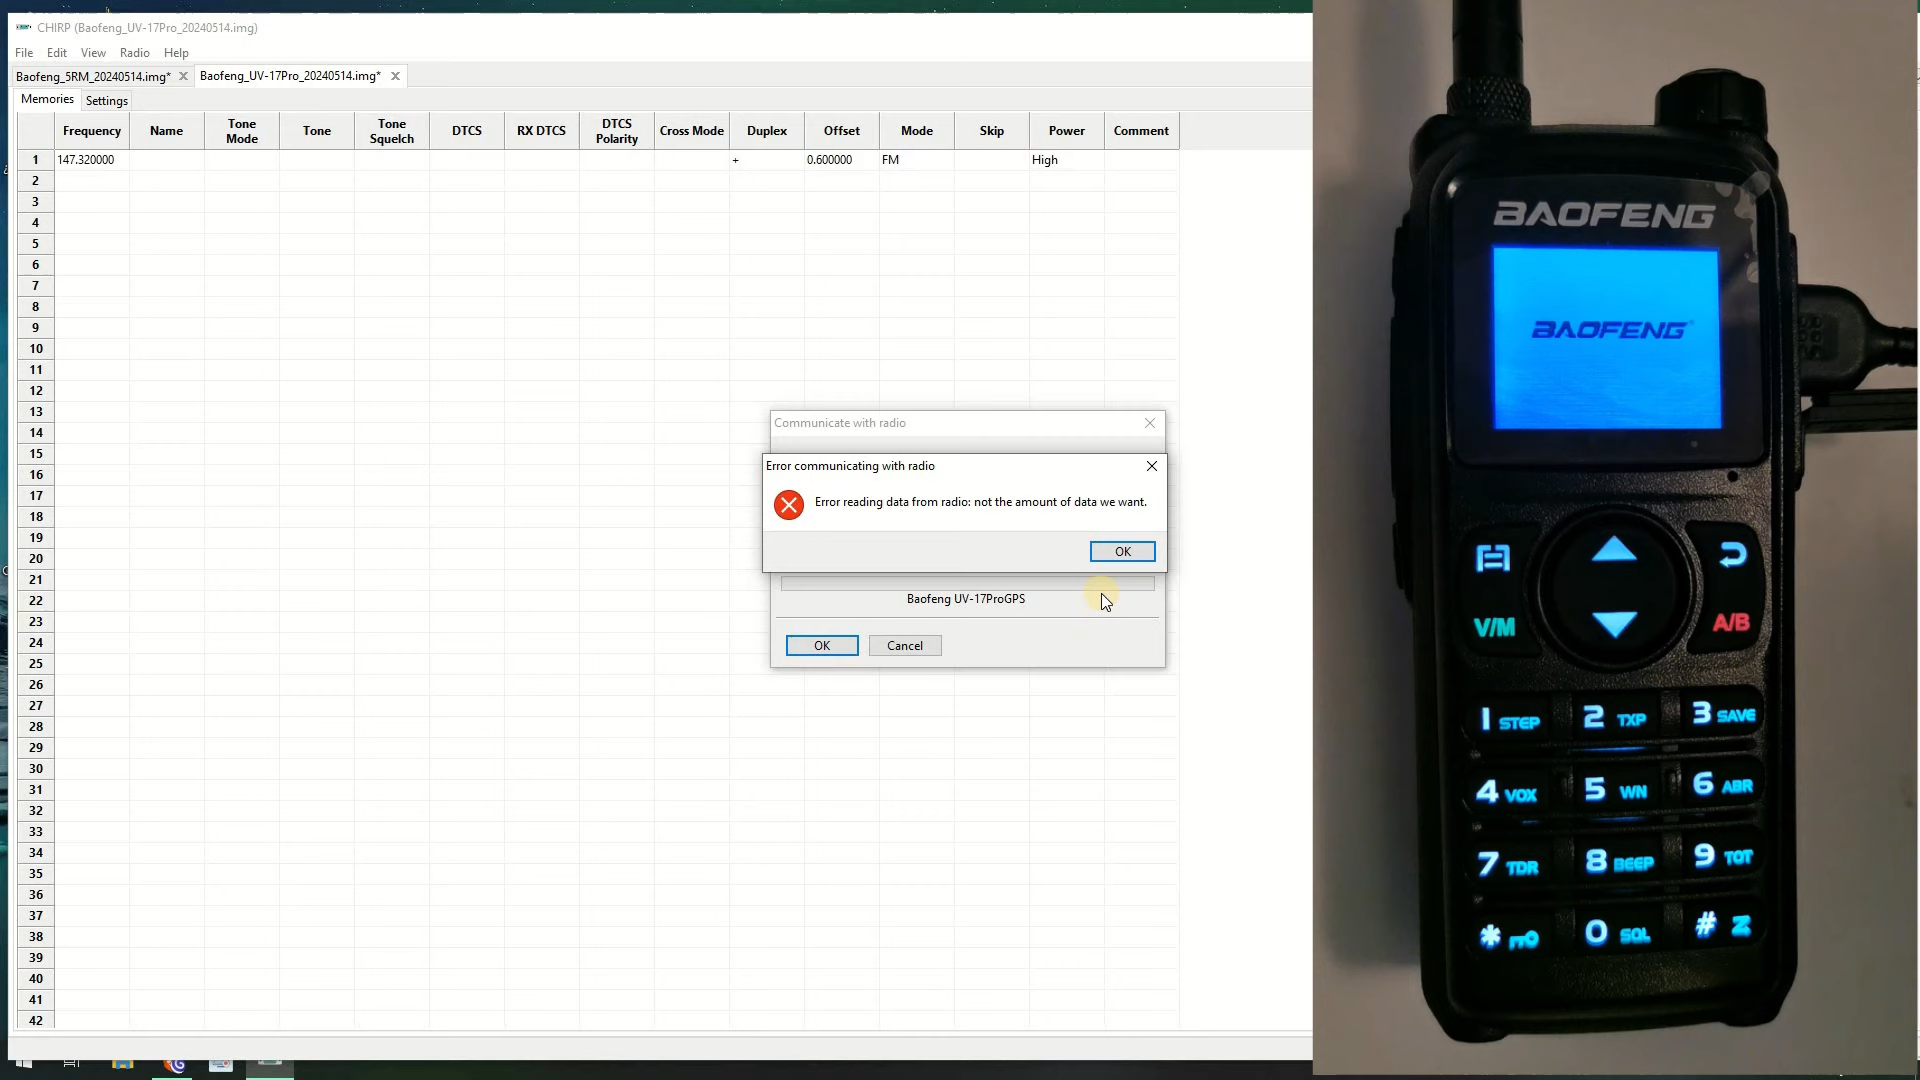 CHIRP (Baofeng_UV-17Pro_20240514.img)
File Edit View Radio Help
Baofeng_5RM_20240514.img* Baofeng_UV-17Pro_20240514.img*
Memories Settings
Frequency Name Tone Mode Tone Tone Squelch DTCS RX DTCS DTCS Polarity Cross Mode Duplex Offset Mode Skip Power Comment
1 147.320000 + 0.600000 FM High
2
3
4
5
6
7
8
9
10
11
12
13
14
15
16
17
18
19
20
21
22
23
24
25
26
27
28
29
30
31
32
33
34
35
36
37
38
39
40
41
42
Communicate with radio
Error communicating with radio
Error reading data from radio: not the amount of data we want.
OK
Baofeng UV-17ProGPS
OK Cancel
BAOFENG
BAOFENG
V/M A/B
1 STEP 2 TXP 3 SAVE
4 VOX 5 WN 6 ABR
7 TDR 8 BEEP 9 TOT
* 0 SQL #